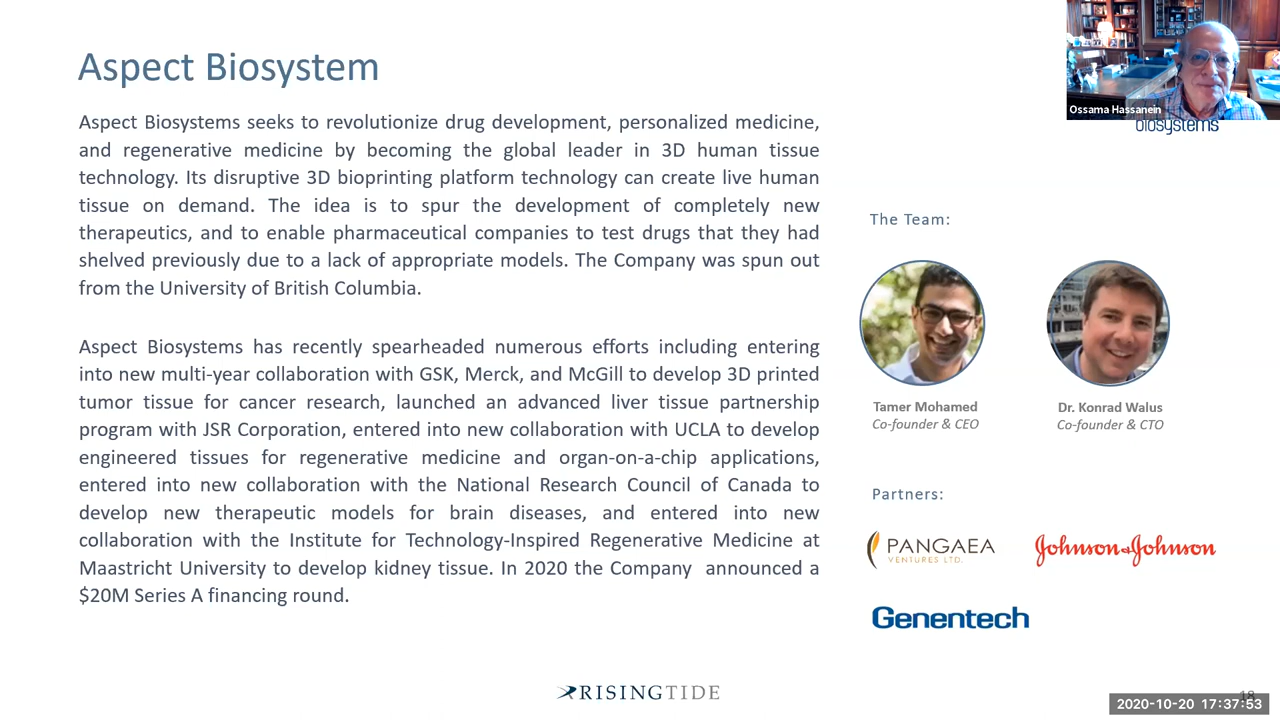 Aspect Biosystem
Ossama Hassanein
biosystems
Aspect Biosystems seeks to revolutionize drug development, personalized medicine,
and regenerative medicine by becoming the global leader in 3D human tissue
technology. Its disruptive 3D bioprinting platform technology can create live human
tissue on demand. The idea is to spur the development of completely new
therapeutics, and to enable pharmaceutical companies to test drugs that they had
shelved previously due to a lack of appropriate models. The Company was spun out
from the University of British Columbia.
Aspect Biosystems has recently spearheaded numerous efforts including entering
into new multi-year collaboration with GSK, Merck, and McGill to develop 3D printed
tumor tissue for cancer research, launched an advanced liver tissue partnership
program with JSR Corporation, entered into new collaboration with UCLA to develop
engineered tissues for regenerative medicine and organ-on-a-chip applications,
entered into new collaboration with the National Research Council of Canada to
develop new therapeutic models for brain diseases, and entered into new
collaboration with the Institute for Technology-Inspired Regenerative Medicine at
Maastricht University to develop kidney tissue. In 2020 the Company announced a
$20M Series A financing round.
The Team:
Tamer Mohamed
Co-founder & CEO
Dr. Konrad Walus
Co-founder & CTO
Partners:
PANGAEA
VENTURES LTD.
Johnson & Johnson
Genentech
RISINGTIDE
18
2020-10-20 17:37:53